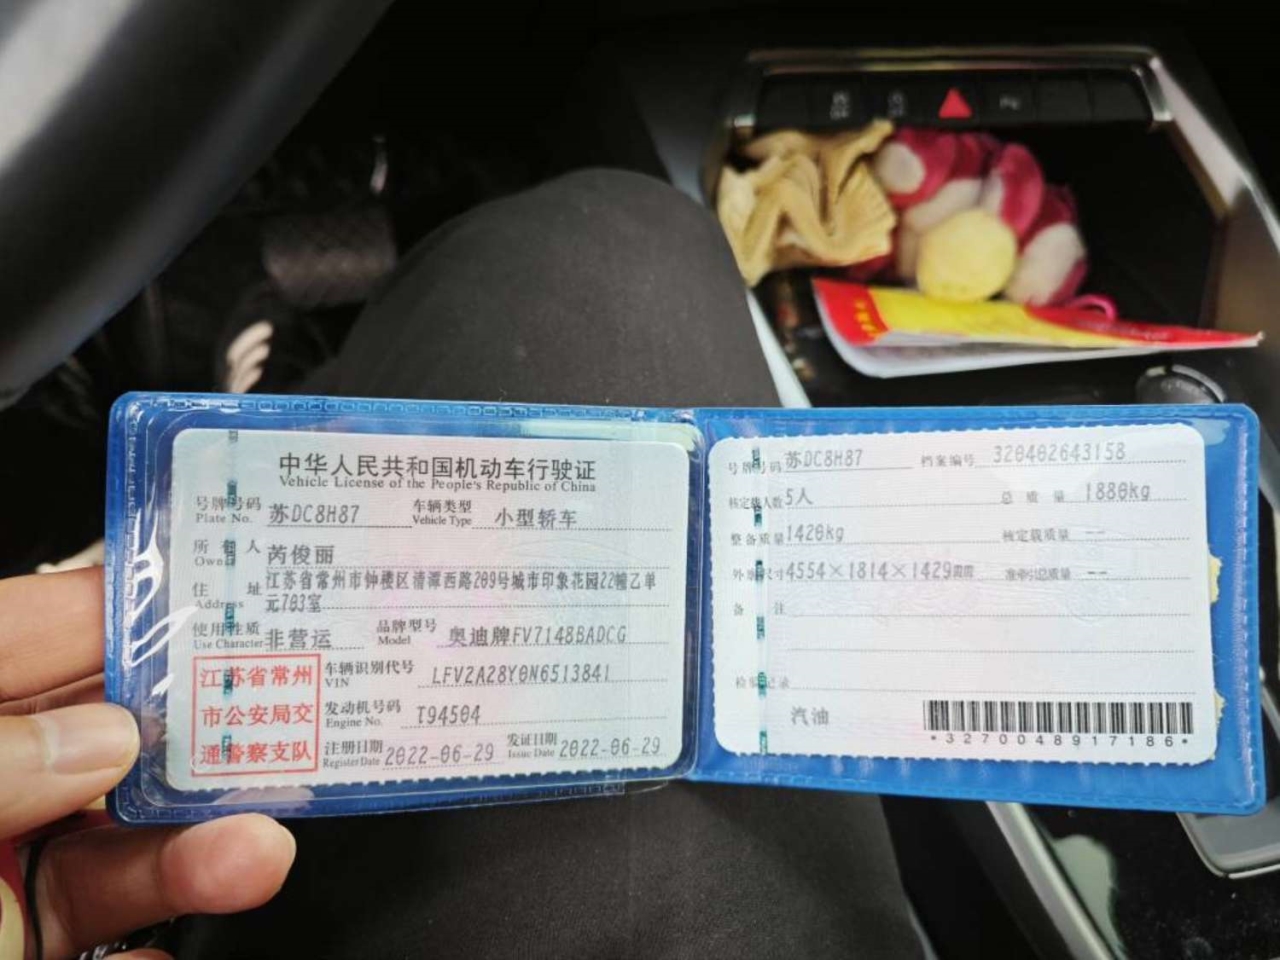 中华人民共和国机动车行驶证
Vehicle License of the People's Republic of China
号牌号码 苏DC8H87 车辆类型 小型轿车
Plate No. Vehicle Type
所有人 芮俊丽
Owner
住址 江苏省常州市钟楼区清潭西路209号城市印象花园22幢乙单
Address 元703室
使用性质 非营运 品牌型号 奥迪牌FV7148BADCG
Use Character Model
江苏省常州
市公安局交
通警察支队
车辆识别代号 LFV2A28Y0N6513841
VIN
发动机号码 T94504
Engine No.
注册日期 2022-06-29 发证日期 2022-06-29
Register Date Issue Date
号牌号码 苏DC8H87 档案编号 320402643158
核定载人数 5人 总质量 1880kg
整备质量 1420kg 核定载质量 --
外廓尺寸 4554×1814×1429mm 准牵引总质量 --
备注
检验记录
汽油
*3270048917186*